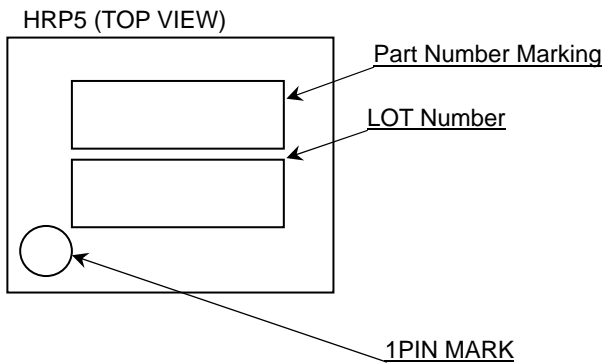 HRP5 (TOP VIEW)
Part Number Marking
LOT Number
1PIN MARK